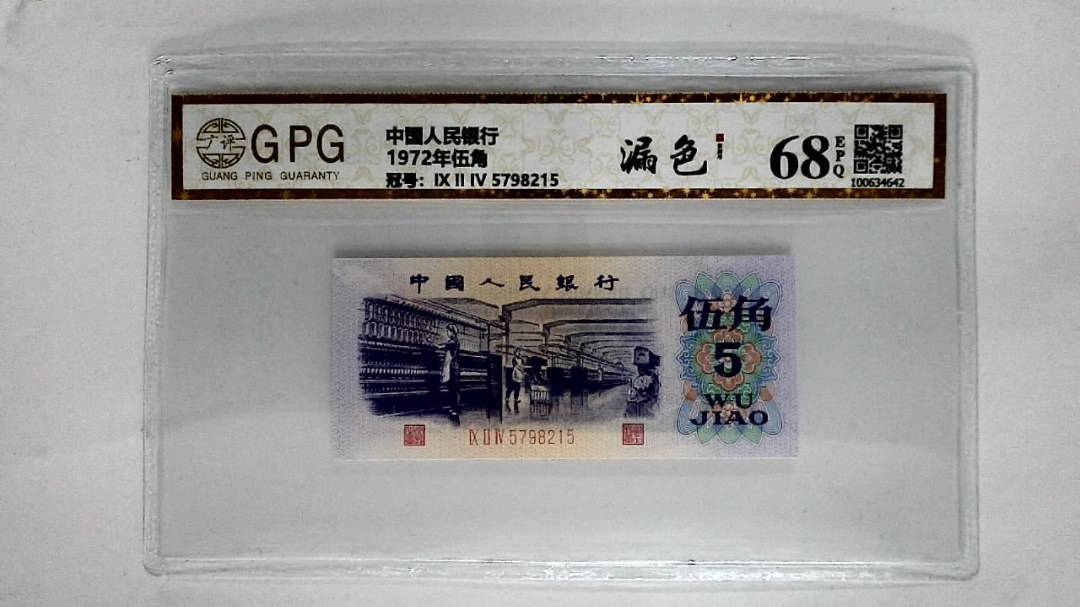 广评
GPG
GUANG PING GUARANTY
中国人民银行
1972年伍角
冠号: IX II IV 5798215
漏色
68
EPQ
100634642
中國人民銀行
伍角
5
WU
JIAO
IX II IV 5798215